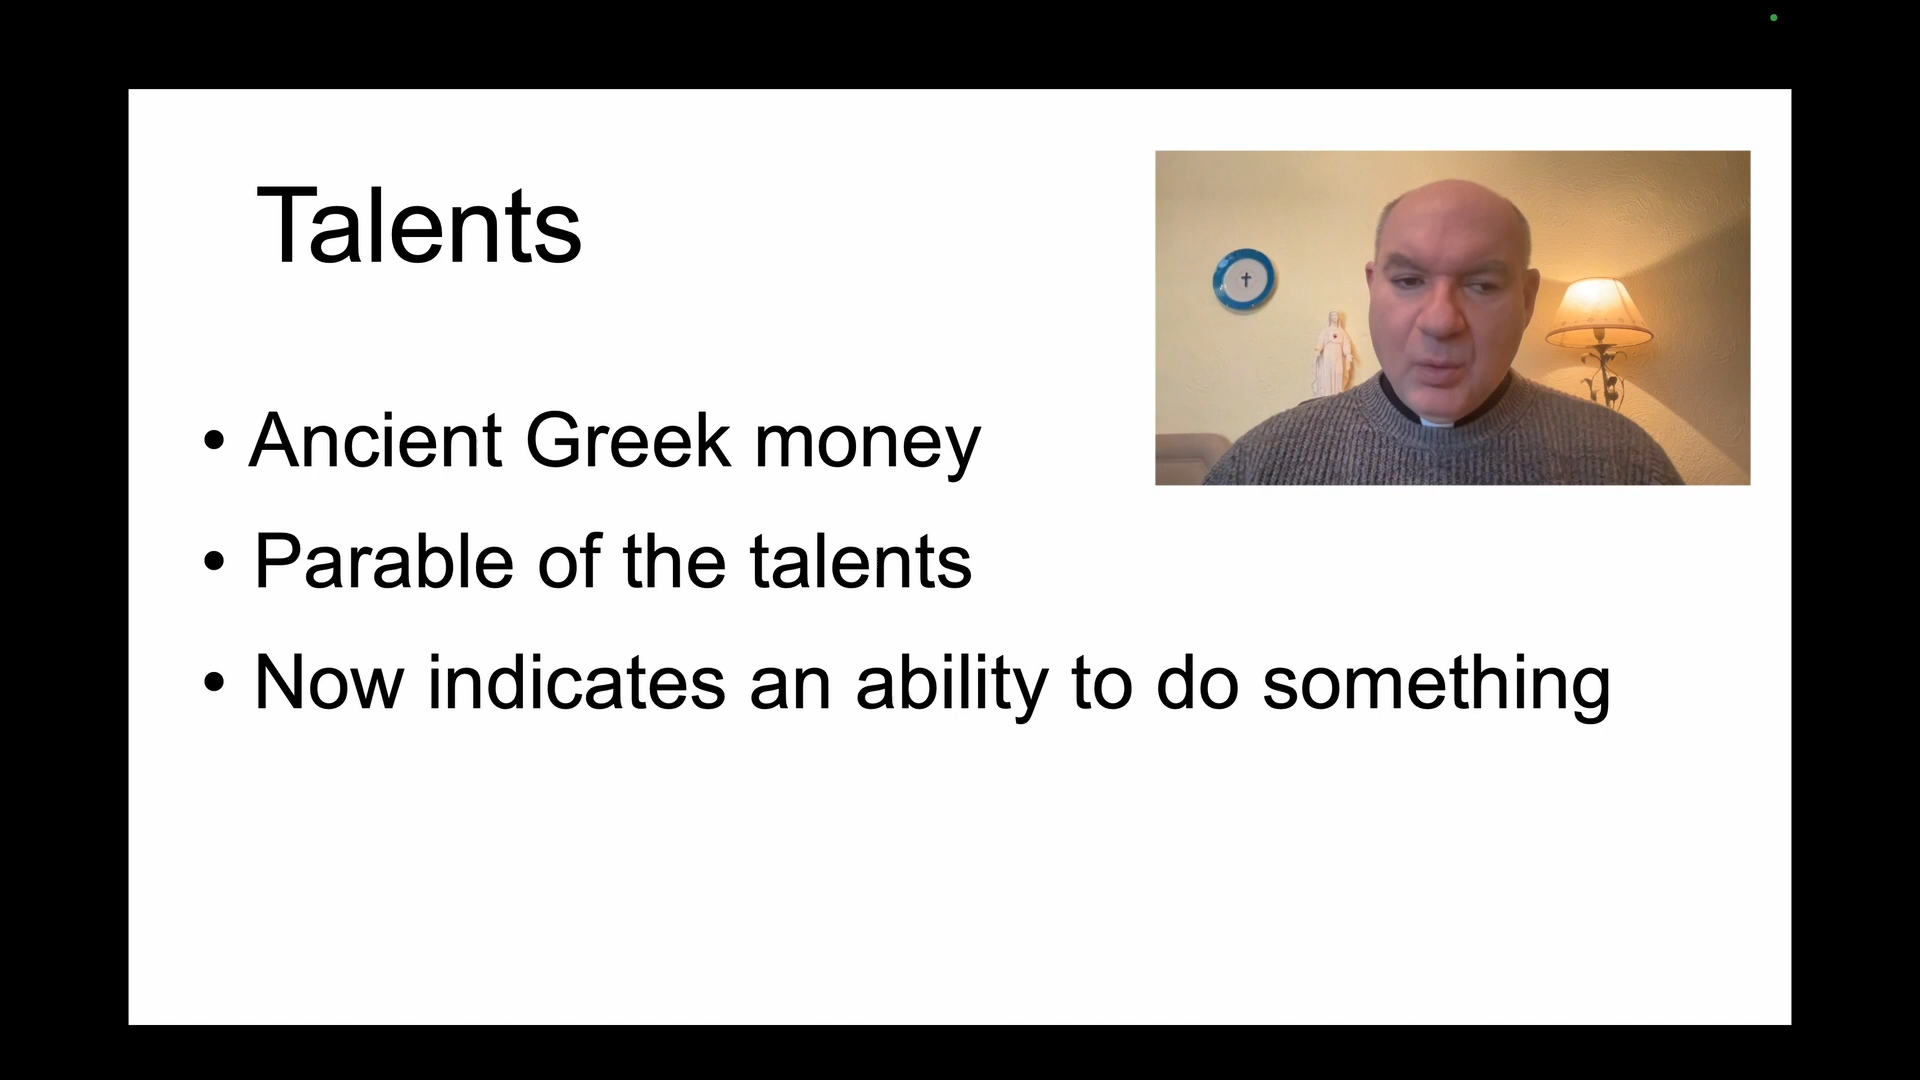 Talents
• Ancient Greek money
• Parable of the talents
• Now indicates an ability to do something